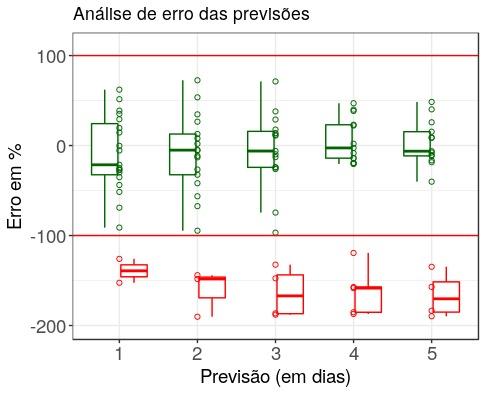 Análise de erro das previsões
100
0
-100
-200
Erro em %
1 2 3 4 5
Previsão (em dias)